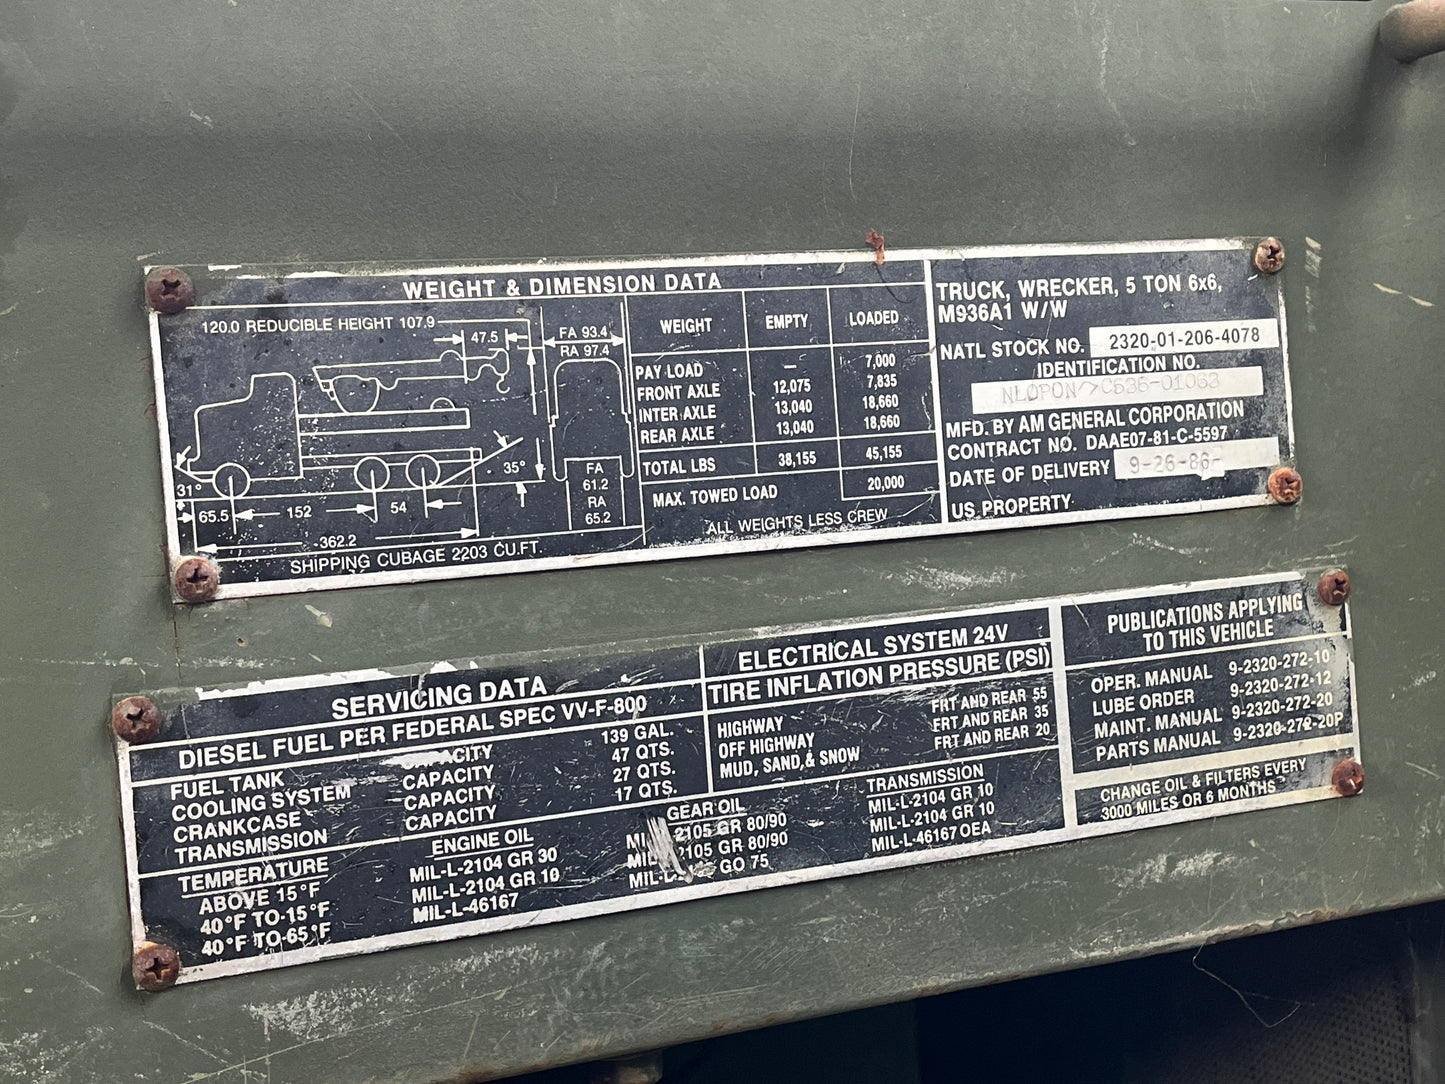 WEIGHT & DIMENSION DATA
120.0 REDUCIBLE HEIGHT 107.9
47.5
FA 93.4
RA 97.4
35°
FA
61.2
RA
65.2
31°
65.5
152
54
362.2
SHIPPING CUBAGE 2203 CU.FT.
WEIGHT EMPTY LOADED
PAY LOAD — 7,000
FRONT AXLE 12,075 7,835
INTER AXLE 13,040 18,660
REAR AXLE 13,040 18,660
TOTAL LBS 38,155 45,155
MAX. TOWED LOAD 20,000
ALL WEIGHTS LESS CREW
TRUCK, WRECKER, 5 TON 6x6,
M936A1 W/W
NATL STOCK NO. 2320-01-206-4078
IDENTIFICATION NO.
MFD. BY AM GENERAL CORPORATION
CONTRACT NO. DAAE07-81-C-5597
DATE OF DELIVERY 9-26-86-
US PROPERTY
SERVICING DATA
DIESEL FUEL PER FEDERAL SPEC VV-F-800
FUEL TANK 139 GAL.
COOLING SYSTEM CAPACITY 47 QTS.
CRANKCASE CAPACITY 27 QTS.
TRANSMISSION CAPACITY 17 QTS.
ELECTRICAL SYSTEM 24V
TIRE INFLATION PRESSURE (PSI)
HIGHWAY FRT AND REAR 55
OFF HIGHWAY FRT AND REAR 35
MUD, SAND,& SNOW FRT AND REAR 20
TEMPERATURE ENGINE OIL GEAR OIL TRANSMISSION
ABOVE 15°F MIL-L-2104 GR 30 2105 GR 80/90 MIL-L-2104 GR 10
40°F TO-15°F MIL-L-2104 GR 10 2105 GR 80/90 MIL-L-2104 GR 10
40°F TO-65°F MIL-L-46167 GO 75 MIL-L-46167 OEA
PUBLICATIONS APPLYING
TO THIS VEHICLE
OPER. MANUAL 9-2320-272-10
LUBE ORDER 9-2320-272-12
MAINT. MANUAL 9-2320-272-20
PARTS MANUAL 9-2320-272-20P
CHANGE OIL & FILTERS EVERY
3000 MILES OR 6 MONTHS